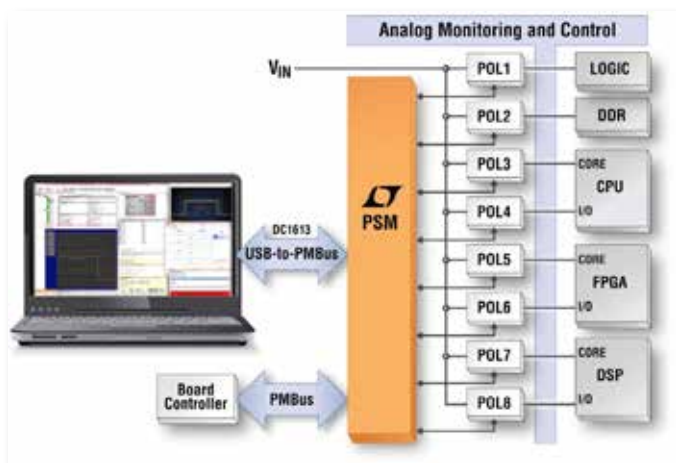 Analog Monitoring and Control
VIN
POL1
LOGIC
POL2
DDR
POL3
CORE
CPU
PSM
POL4
I/O
DC1613
USB-to-PMBus
POL5
CORE
FPGA
POL6
I/O
POL7
CORE
DSP
Board
Controller
PMBus
POL8
I/O